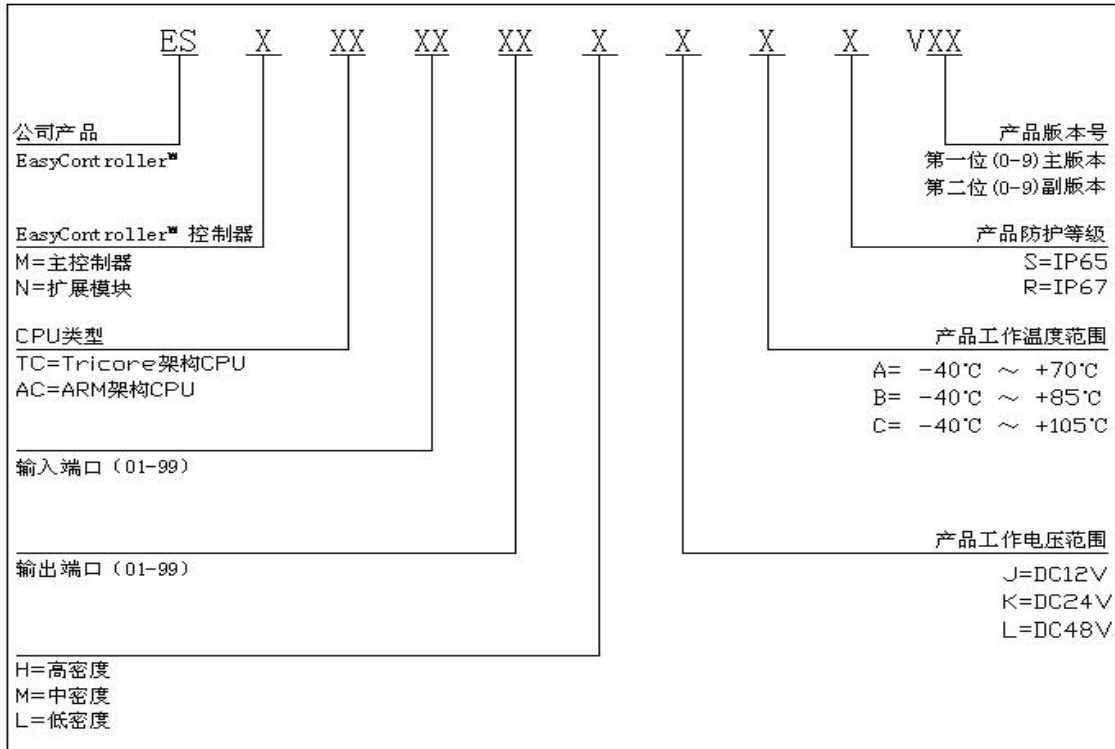 ES X XX XX XX X X X X VXX
公司产品
EasyController™
EasyController™ 控制器
M=主控制器
N=扩展模块
CPU类型
TC=Tricore架构CPU
AC=ARM架构CPU
输入端口（01-99）
输出端口（01-99）
H=高密度
M=中密度
L=低密度
产品版本号
第一位(0-9)主版本
第二位(0-9)副版本
产品防护等级
S=IP65
R=IP67
产品工作温度范围
A= -40℃ ～ +70℃
B= -40℃ ～ +85℃
C= -40℃ ～ +105℃
产品工作电压范围
J=DC12V
K=DC24V
L=DC48V